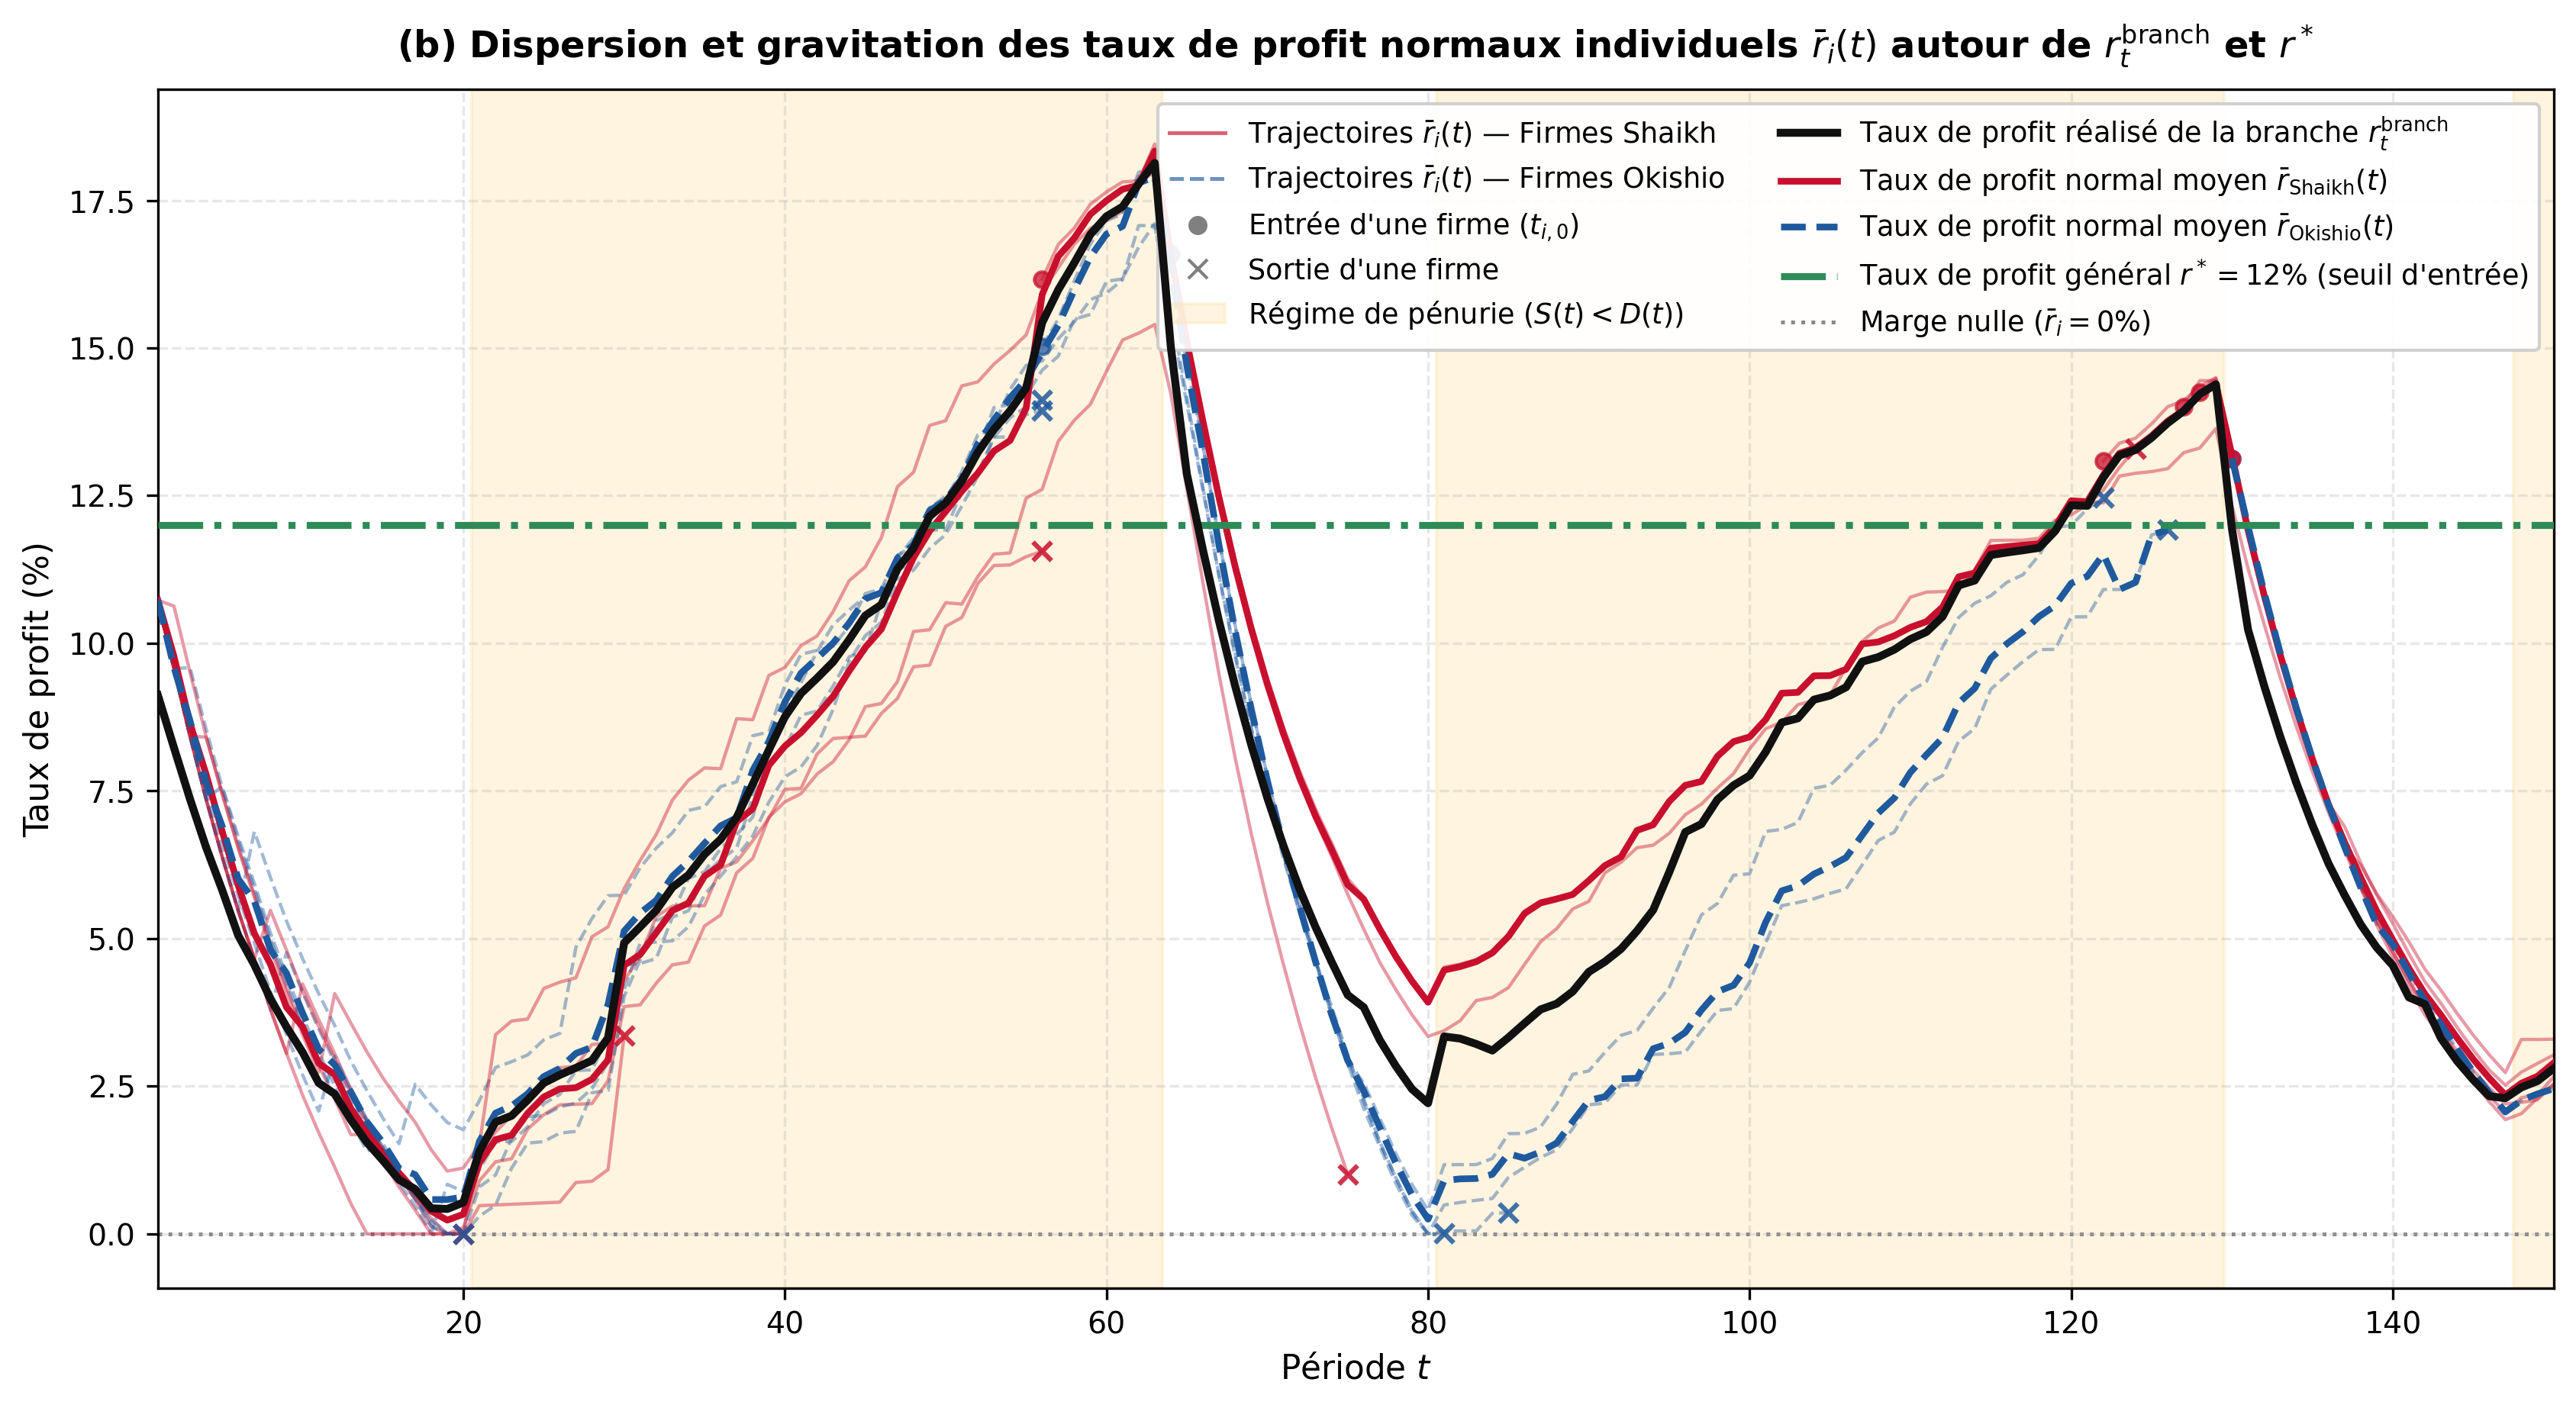 (b) Dispersion et gravitation des taux de profit normaux individuels r̄ᵢ(t) autour de rₜ^branch et r*
Trajectoires r̄ᵢ(t) — Firmes Shaikh
Trajectoires r̄ᵢ(t) — Firmes Okishio
Entrée d'une firme (tᵢ,₀)
Sortie d'une firme
Régime de pénurie (S(t) < D(t))
Taux de profit réalisé de la branche rₜ^branch
Taux de profit normal moyen r̄_Shaikh(t)
Taux de profit normal moyen r̄_Okishio(t)
Taux de profit général r* = 12% (seuil d'entrée)
Marge nulle (r̄ᵢ = 0%)
Taux de profit (%)
17.5
15.0
12.5
10.0
7.5
5.0
2.5
0.0
20
40
60
80
100
120
140
Période t